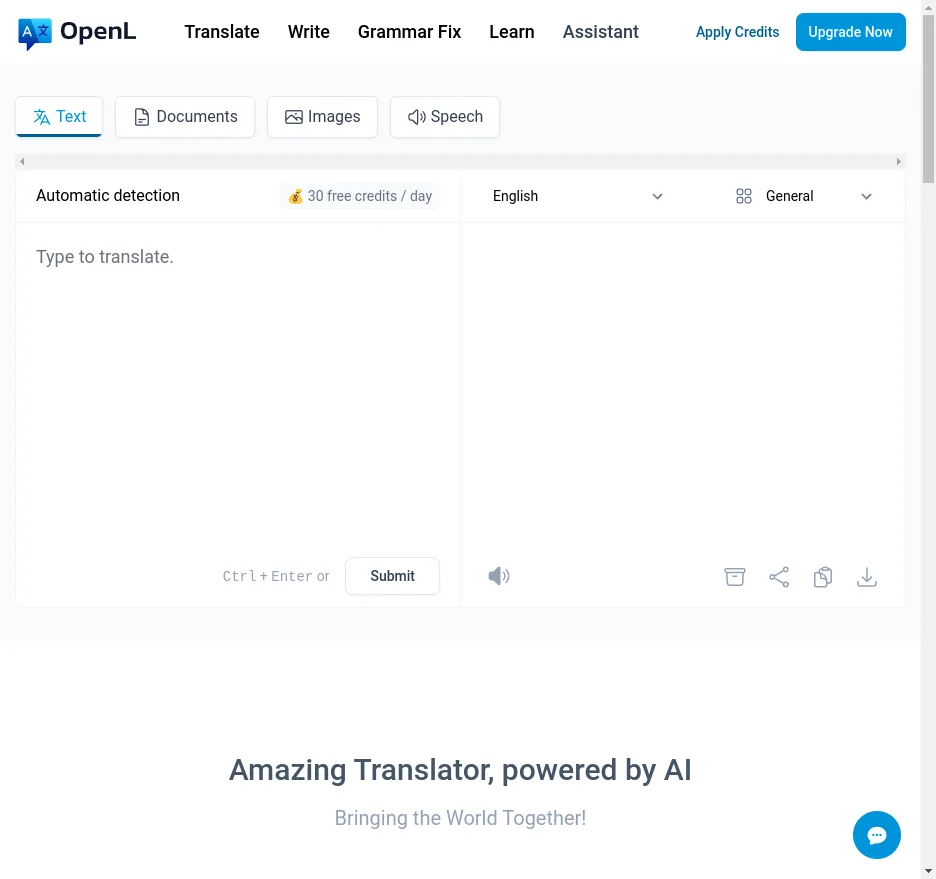 OpenL
Translate Write Grammar Fix Learn Assistant Apply Credits Upgrade Now
Text Documents Images Speech
Automatic detection 💰 30 free credits / day English General
Type to translate.
Ctrl + Enter or Submit
Amazing Translator, powered by AI
Bringing the World Together!